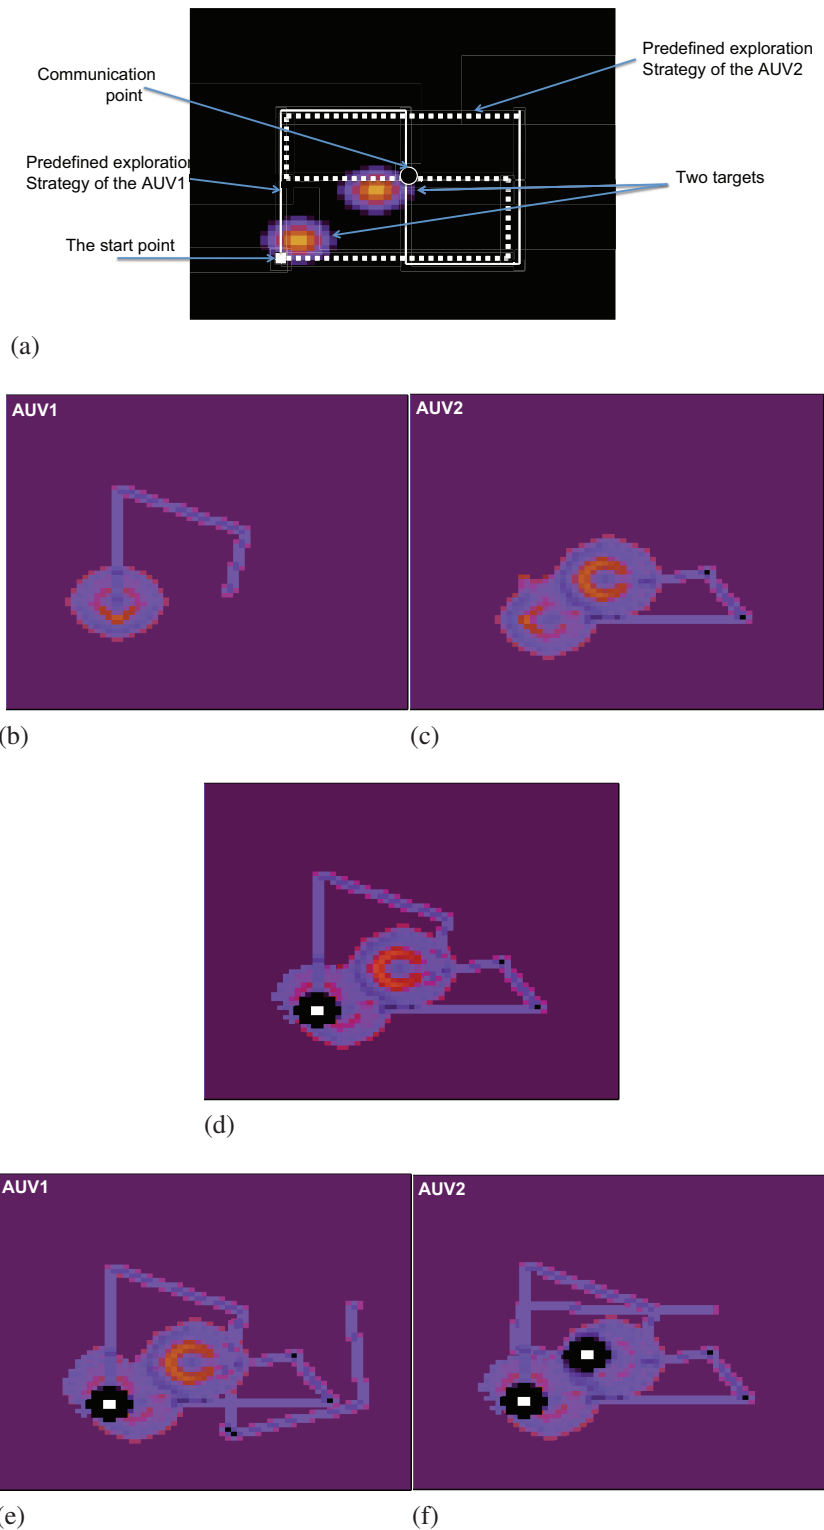 Predefined exploration
Strategy of the AUV2
Communication
point
Predefined exploration
Strategy of the AUV1
Two targets
The start point
(a)
AUV1
AUV2
(b)
(c)
(d)
AUV1
AUV2
(e)
(f)